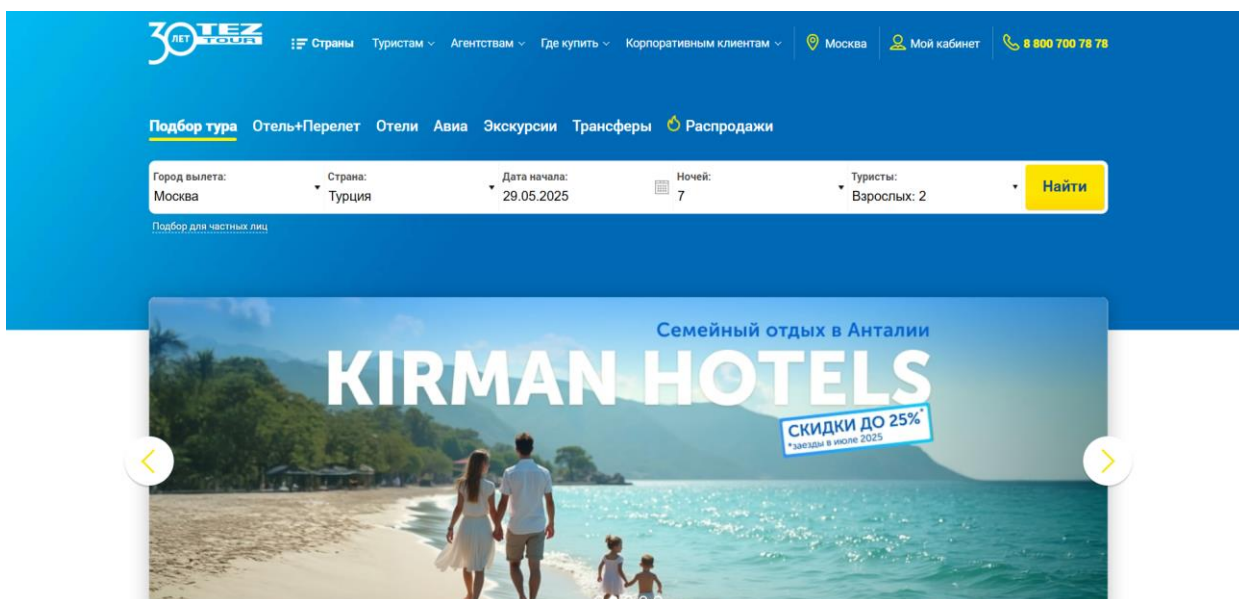 30 ЛЕТ TEZ TOUR
Страны Туристам Агентствам Где купить Корпоративным клиентам Москва Мой кабинет 8 800 700 78 78
Подбор тура Отель+Перелет Отели Авиа Экскурсии Трансферы Распродажи
Город вылета: Страна: Дата начала: Ночей: Туристы:
Москва Турция 29.05.2025 7 Взрослых: 2 Найти
Подбор для частных лиц
Семейный отдых в Анталии
KIRMAN HOTELS
СКИДКИ ДО 25%*
*заезды в июле 2025